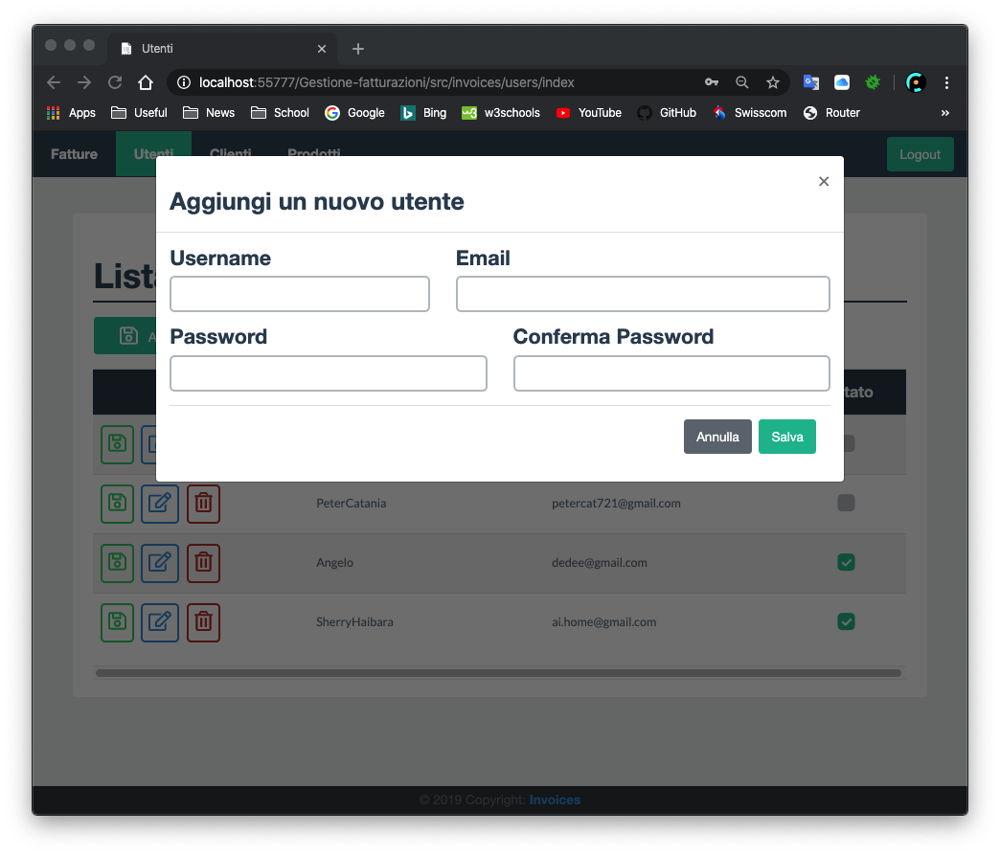 Utenti
localhost:55777/Gestione-fatturazioni/src/invoices/users/index
Apps Useful News School Google Bing w3schools YouTube GitHub Swisscom Router »
Fatture Utenti Clienti Prodotti Logout
Aggiungi un nuovo utente
Username Email
Password Conferma Password
Annulla Salva
Lista
A
tato
PeterCatania petercat721@gmail.com
Angelo dedee@gmail.com
SherryHaibara ai.home@gmail.com
© 2019 Copyright: Invoices